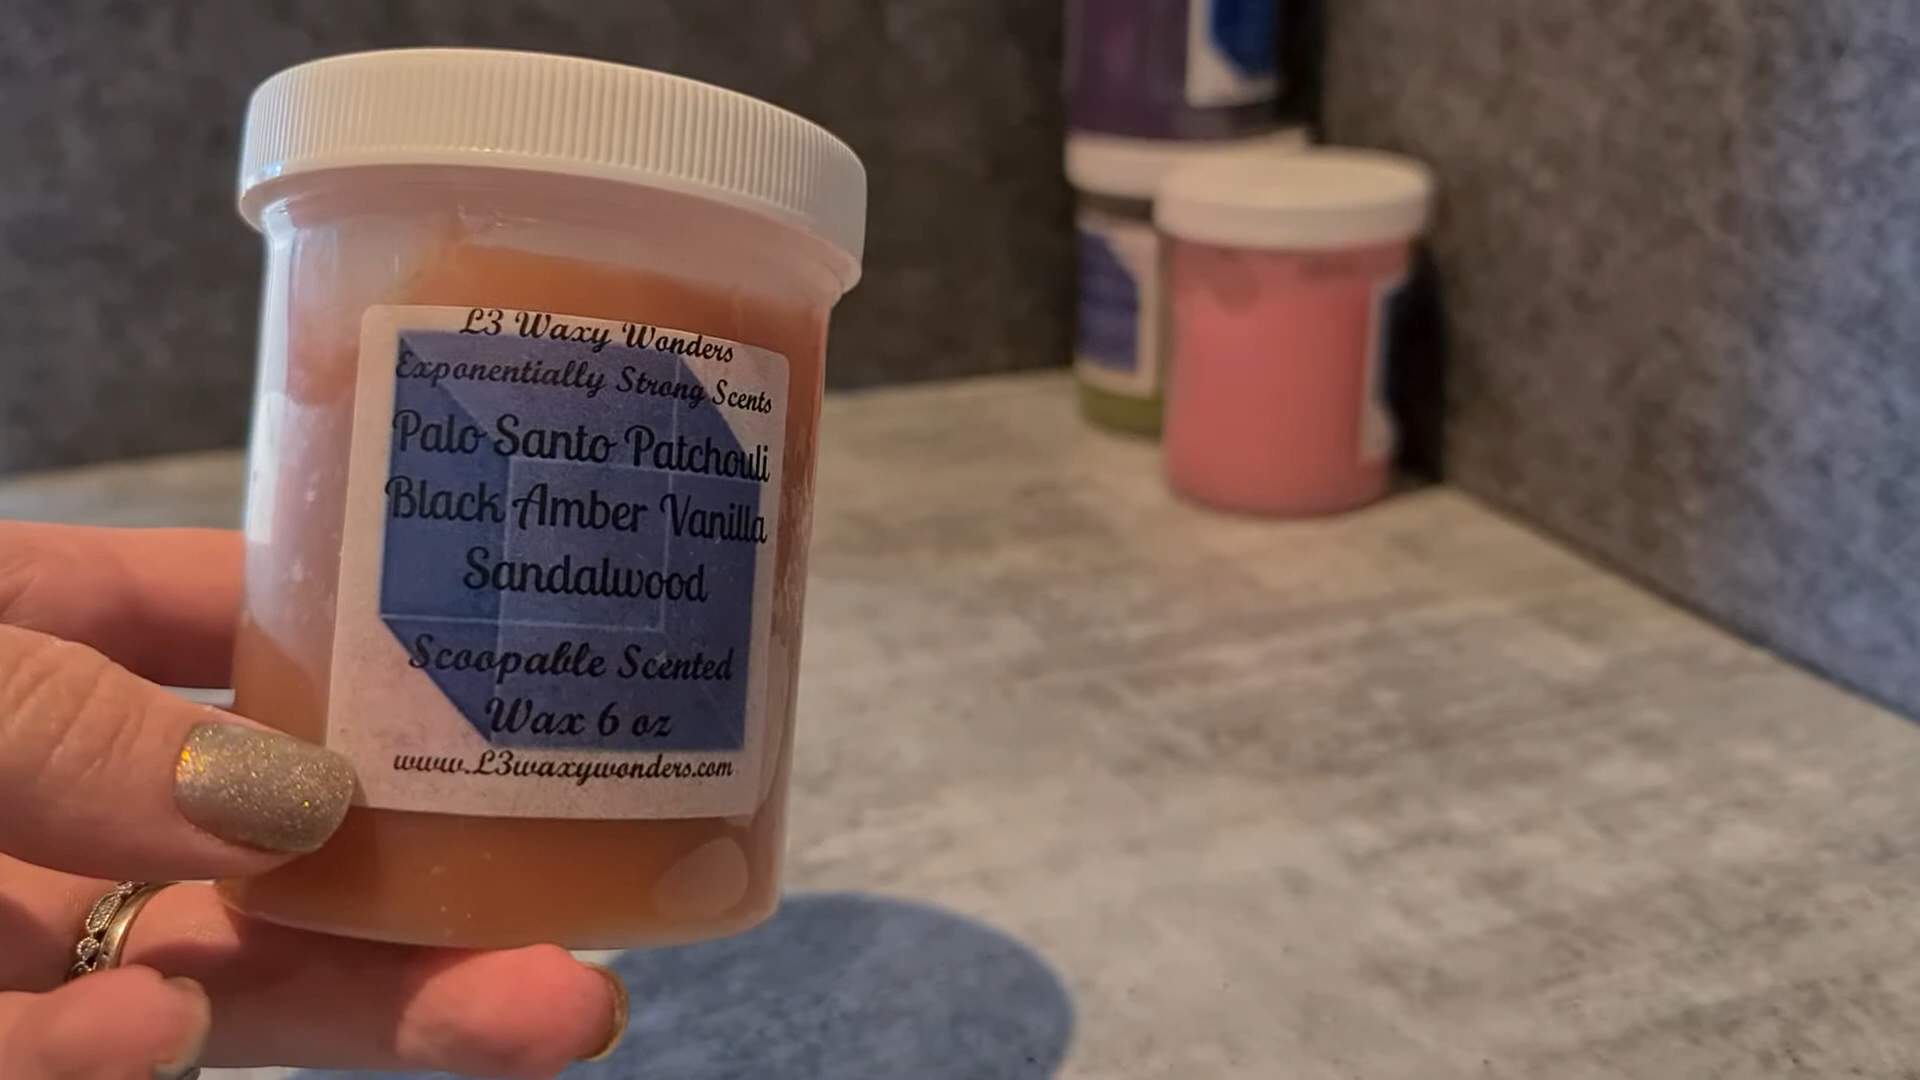 L3 Waxy Wonders
Exponentially Strong Scents
Palo Santo Patchouli
Black Amber Vanilla
Sandalwood
Scoopable Scented
Wax 6 oz
www.L3waxywonders.com